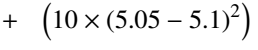 + (10 × (5.05 − 5.1)²)